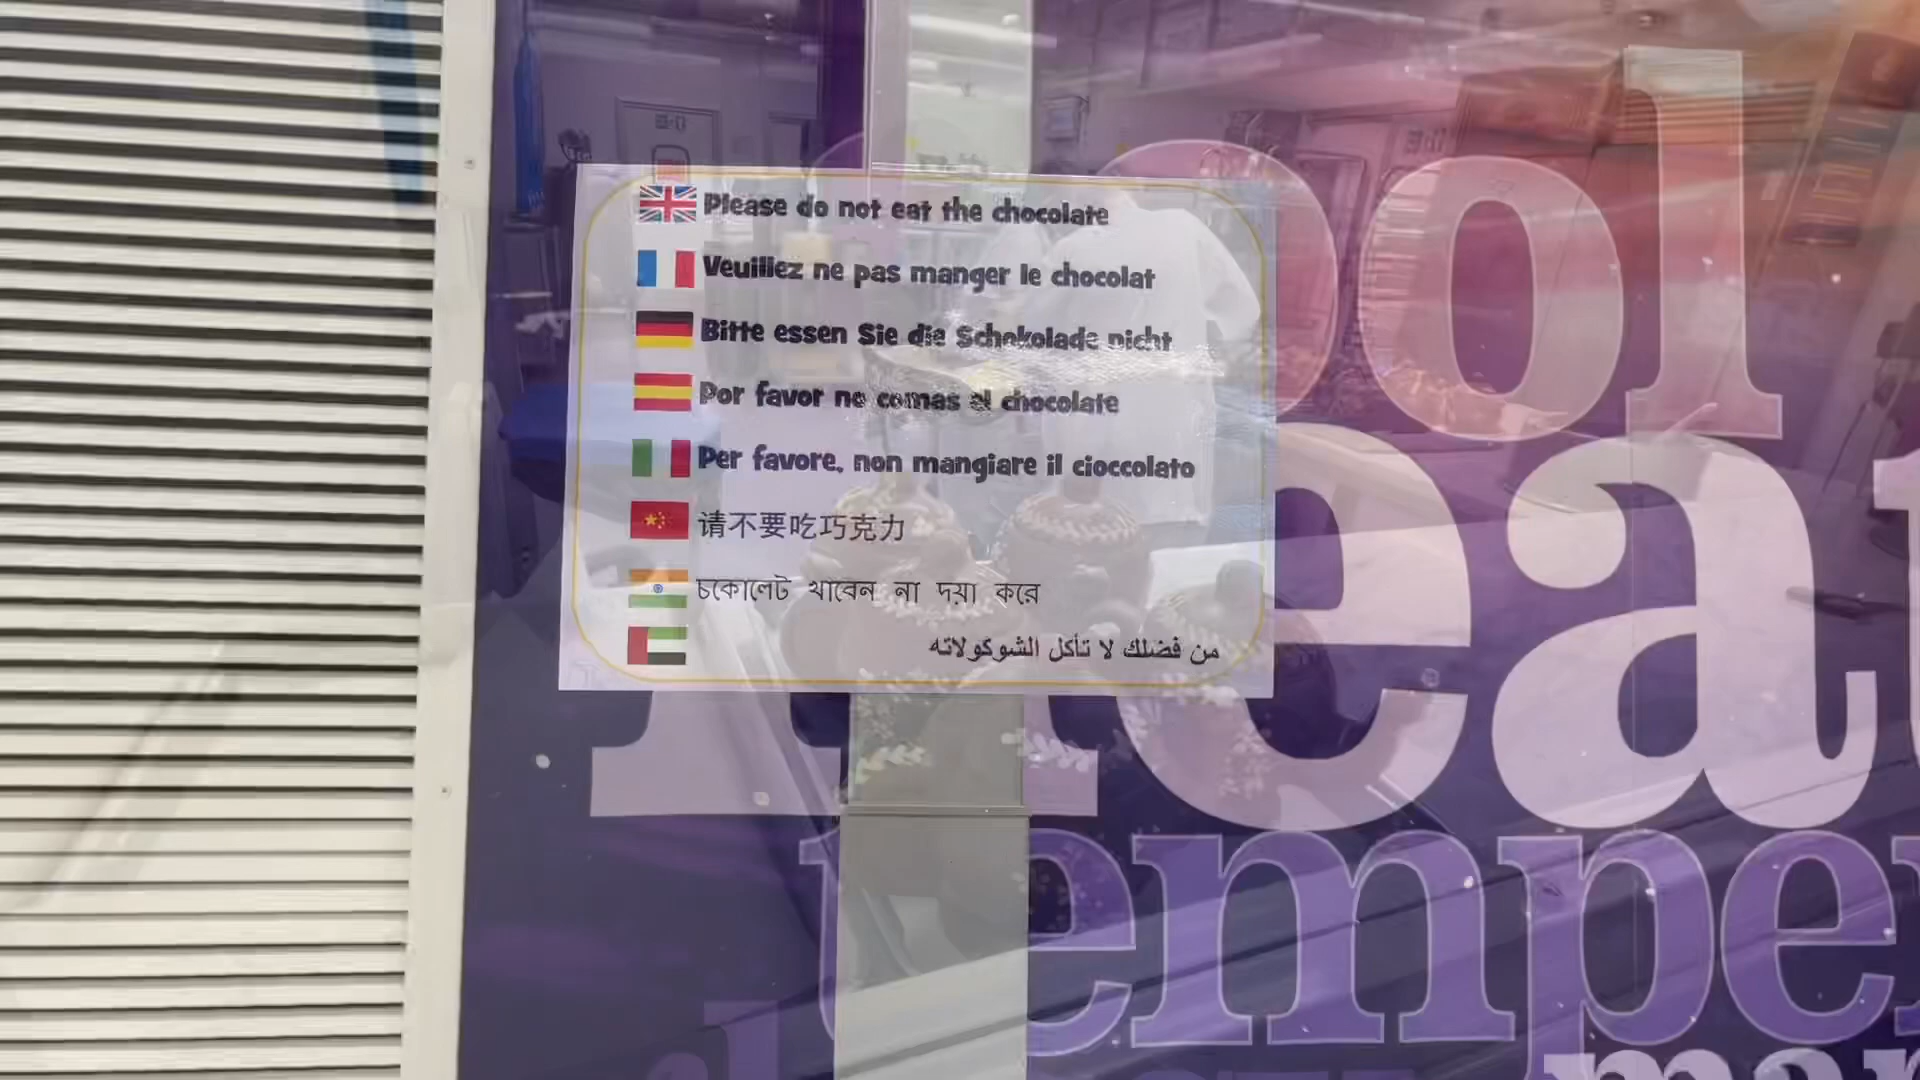 Please do not eat the chocolate
Veuillez ne pas manger le chocolat
Bitte essen Sie die Schokolade nicht
Por favor no comas el chocolate
Per favore, non mangiare il cioccolato
请不要吃巧克力
চকোলেট খাবেন না দয়া করে
من فضلك لا تأكل الشوكولاته